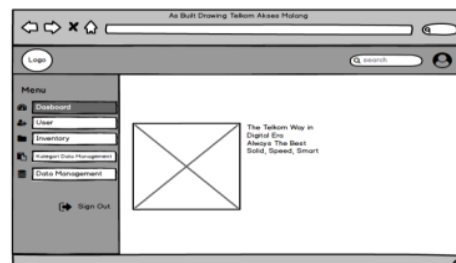 As Built Drawing Telkom Akses Malang
Logo
search
Menu
Dasboard
User
Inventory
Kategori Data Management
Data Management
Sign Out
The Telkom Way in
Digital Era
Always The Best
Solid, Speed, Smart